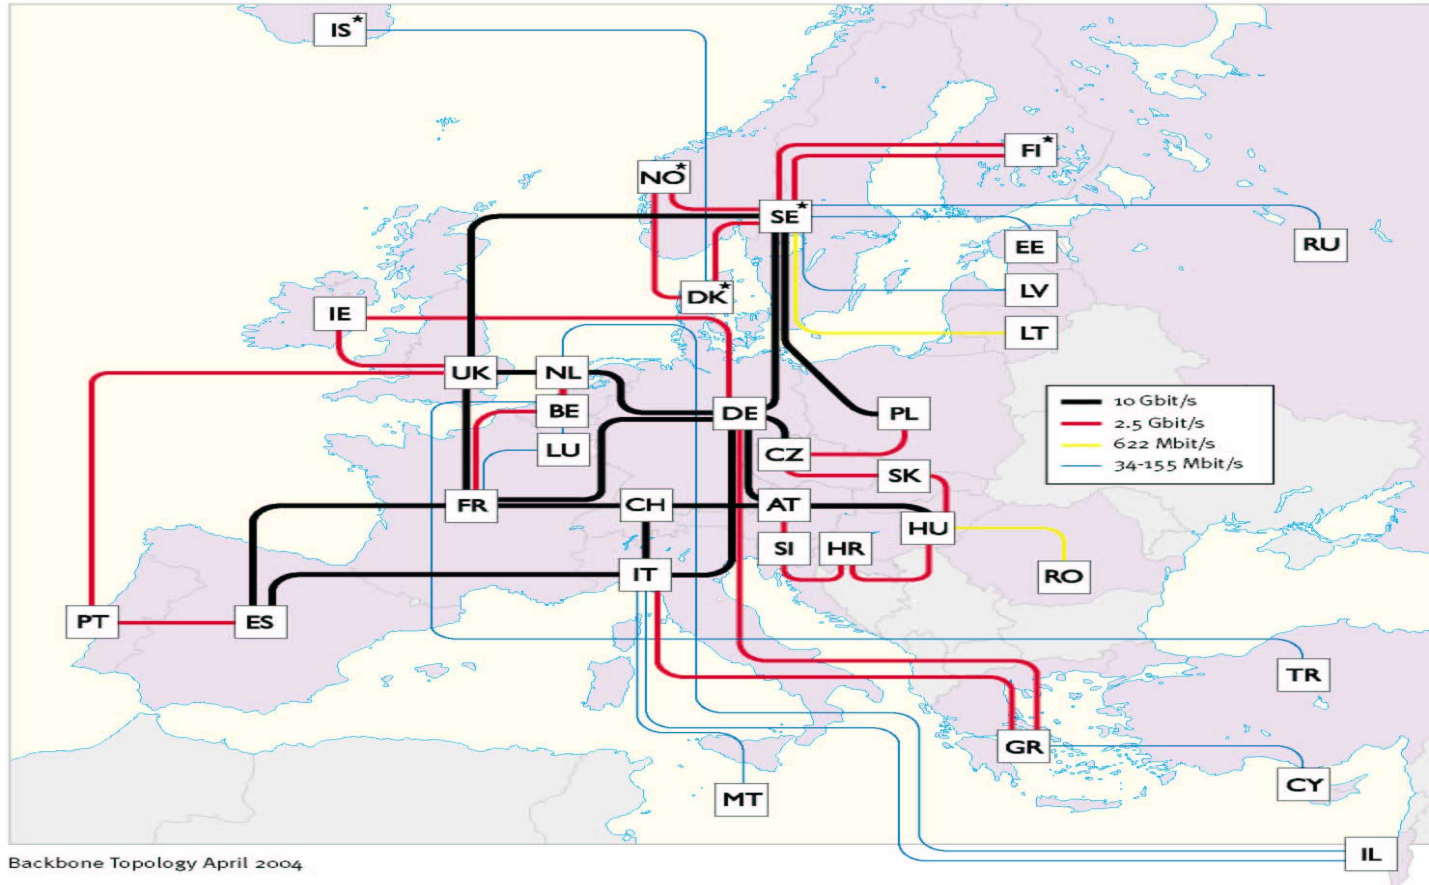 IS*
FI*
NO*
SE*
EE
RU
DK*
LV
IE
LT
UK
NL
BE
DE
PL
LU
CZ
SK
FR
CH
AT
HU
SI
HR
IT
RO
PT
ES
TR
GR
MT
CY
IL
10 Gbit/s
2.5 Gbit/s
622 Mbit/s
34-155 Mbit/s
Backbone Topology April 2004